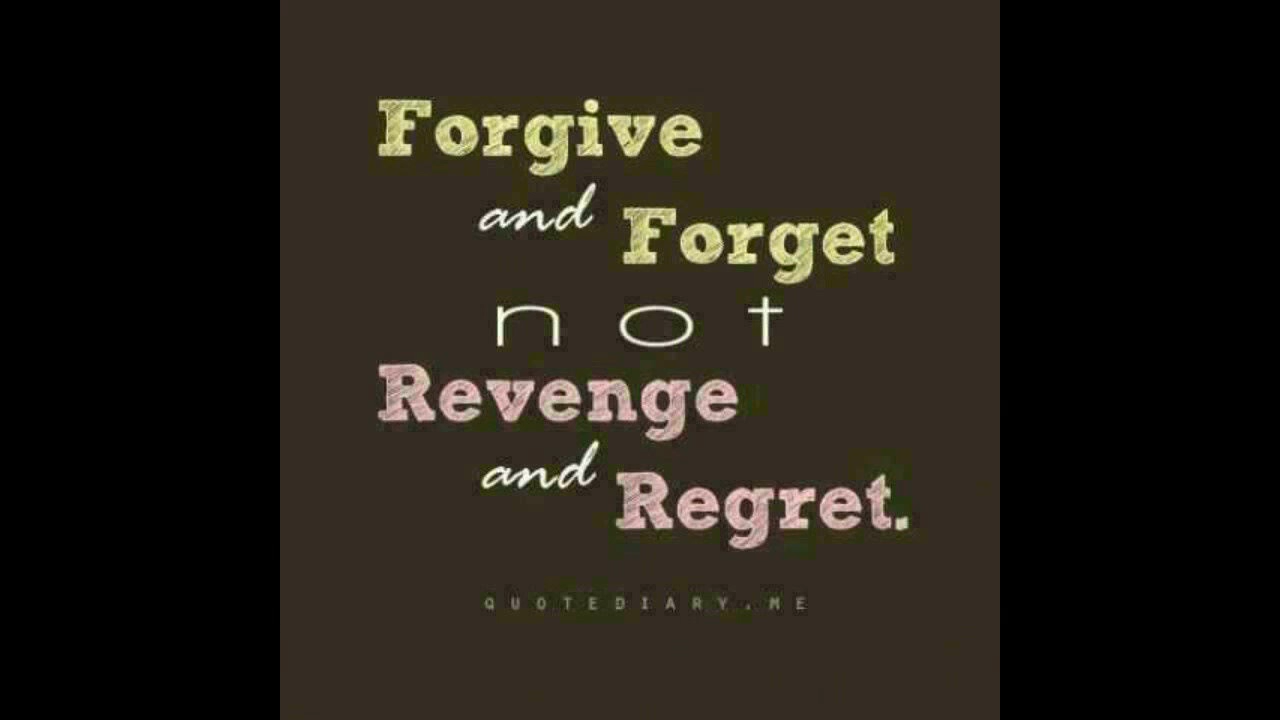 Forgive
and Forget
not
Revenge
and Regret.
QUOTEDIARY.ME